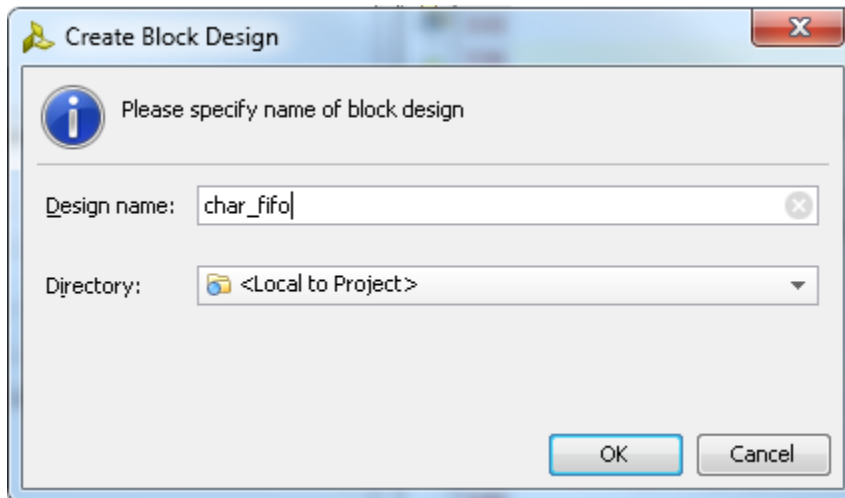 Create Block Design
Please specify name of block design
Design name: char_fifo
Directory: <Local to Project>
OK Cancel